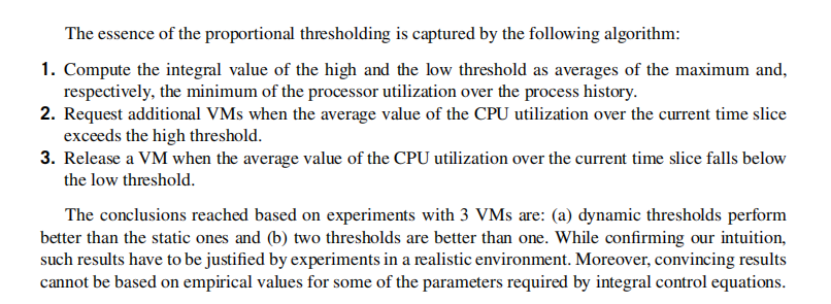 The essence of the proportional thresholding is captured by the following algorithm:
1. Compute the integral value of the high and the low threshold as averages of the maximum and,
respectively, the minimum of the processor utilization over the process history.
2. Request additional VMs when the average value of the CPU utilization over the current time slice
exceeds the high threshold.
3. Release a VM when the average value of the CPU utilization over the current time slice falls below
the low threshold.
The conclusions reached based on experiments with 3 VMs are: (a) dynamic thresholds perform
better than the static ones and (b) two thresholds are better than one. While confirming our intuition,
such results have to be justified by experiments in a realistic environment. Moreover, convincing results
cannot be based on empirical values for some of the parameters required by integral control equations.